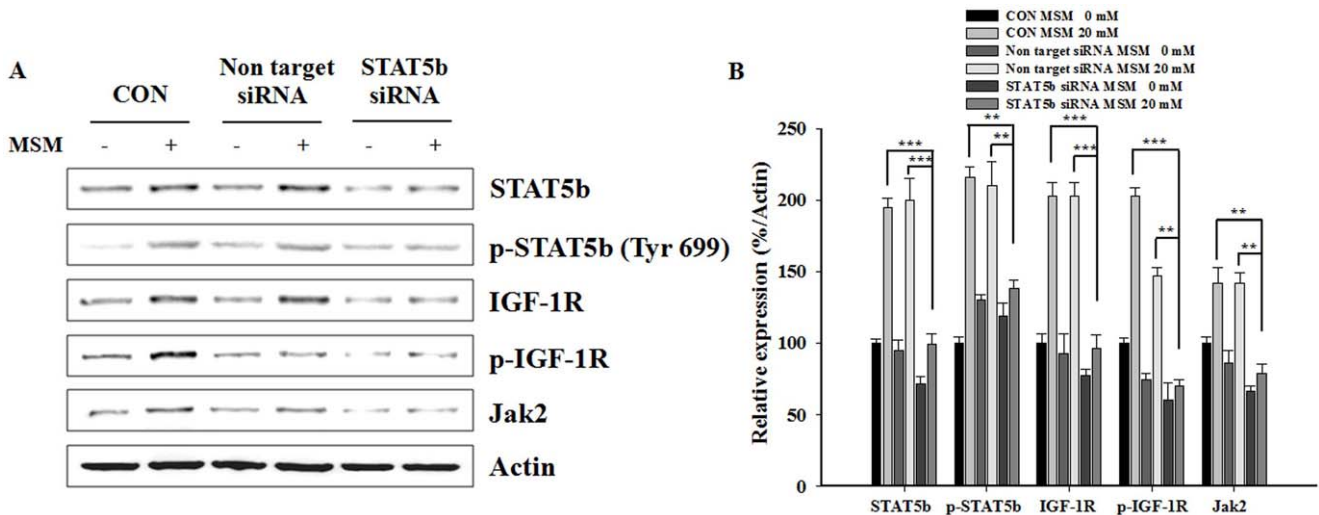 A
CON
Non target
siRNA
STAT5b
siRNA
MSM - + - + - +
STAT5b
p-STAT5b (Tyr 699)
IGF-1R
p-IGF-1R
Jak2
Actin
B
CON MSM 0 mM
CON MSM 20 mM
Non target siRNA MSM 0 mM
Non target siRNA MSM 20 mM
STAT5b siRNA MSM 0 mM
STAT5b siRNA MSM 20 mM
Relative expression (%/Actin)
250
200
150
100
50
0
***
***
**
**
***
***
***
**
**
**
STAT5b p-STAT5b IGF-1R p-IGF-1R Jak2